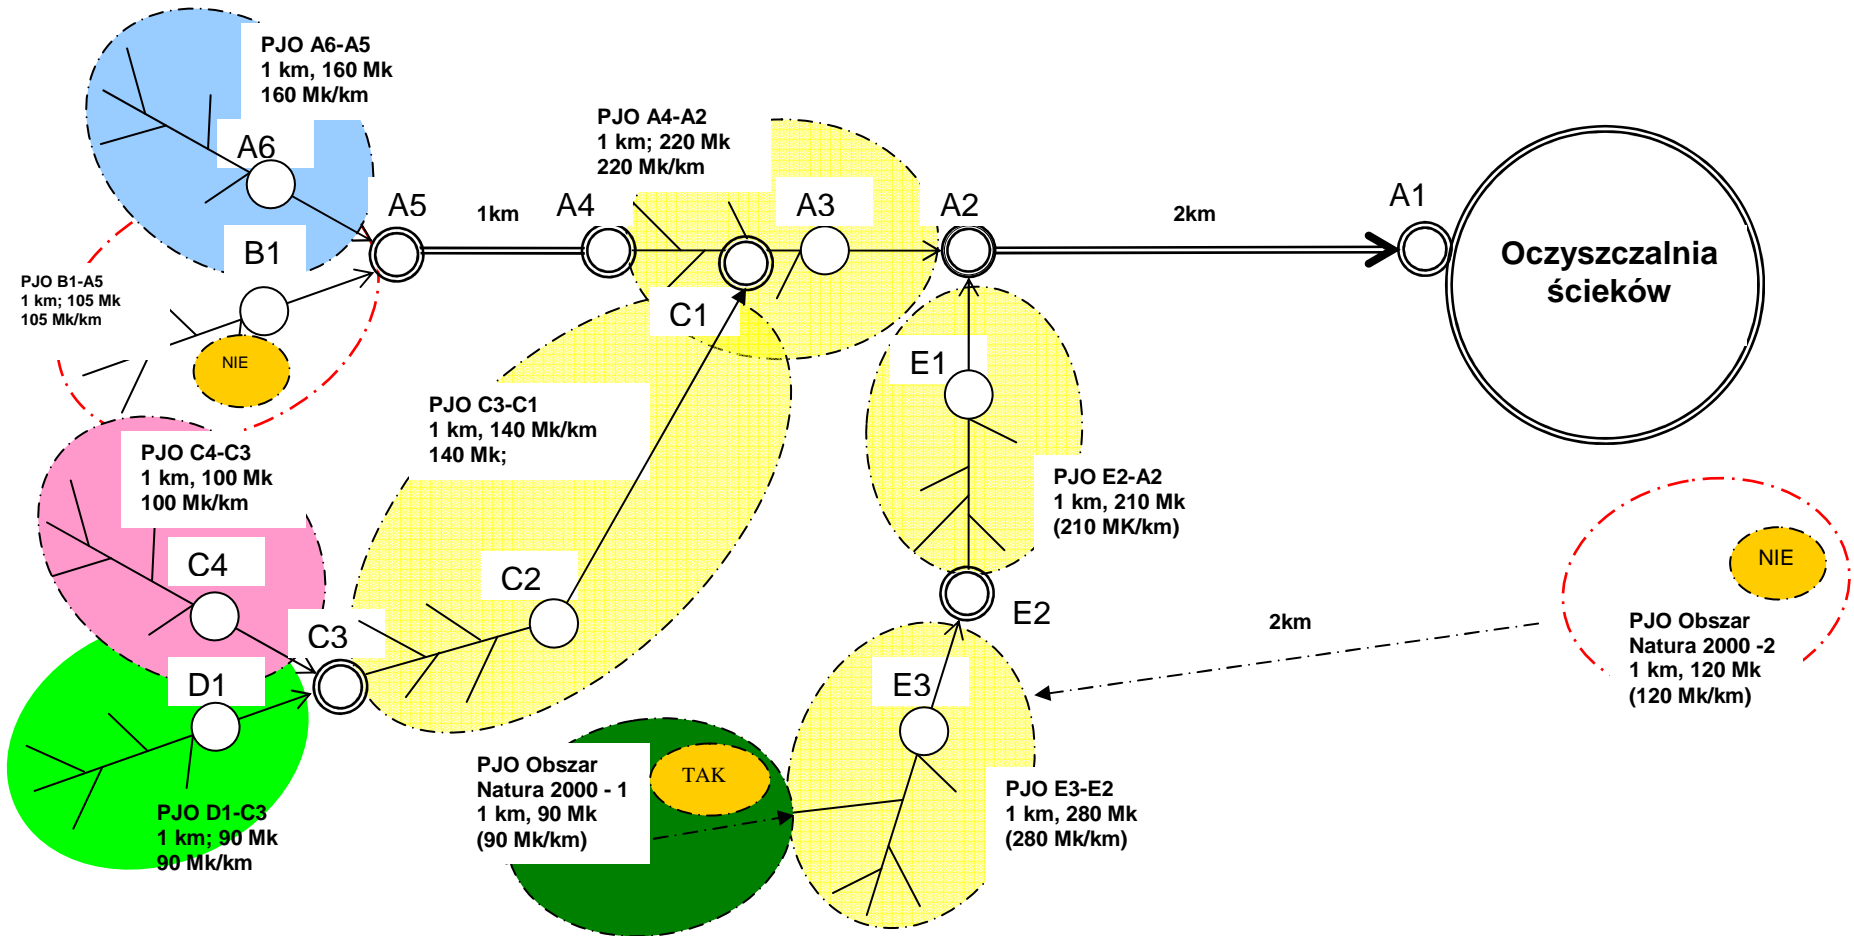 PJO A6-A5
1 km, 160 Mk
160 Mk/km
A6
PJO A4-A2
1 km; 220 Mk
220 Mk/km
A5
1km
A4
A3
A2
2km
A1
Oczyszczalnia
ścieków
B1
PJO B1-A5
1 km; 105 Mk
105 Mk/km
NIE
C1
E1
PJO C3-C1
1 km, 140 Mk/km
140 Mk;
PJO C4-C3
1 km, 100 Mk
100 Mk/km
PJO E2-A2
1 km, 210 Mk
(210 MK/km)
C4
C2
C3
E2
2km
NIE
PJO Obszar
Natura 2000 -2
1 km, 120 Mk
(120 Mk/km)
D1
E3
PJO Obszar
Natura 2000 - 1
1 km, 90 Mk
(90 Mk/km)
TAK
PJO E3-E2
1 km, 280 Mk
(280 Mk/km)
PJO D1-C3
1 km; 90 Mk
90 Mk/km